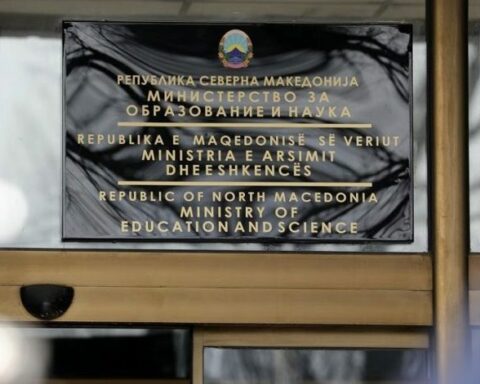 РЕПУБЛИКА СЕВЕРНА МАКЕДОНИЈА
МИНИСТЕРСТВО ЗА
ОБРАЗОВАНИЕ И НАУКА
REPUBLIKA E MAQEDONISË SË VERIUT
MINISTRIA E ARSIMIT
DHE ESHKENCËS
REPUBLIC OF NORTH MACEDONIA
MINISTRY OF
EDUCATION AND SCIENCE